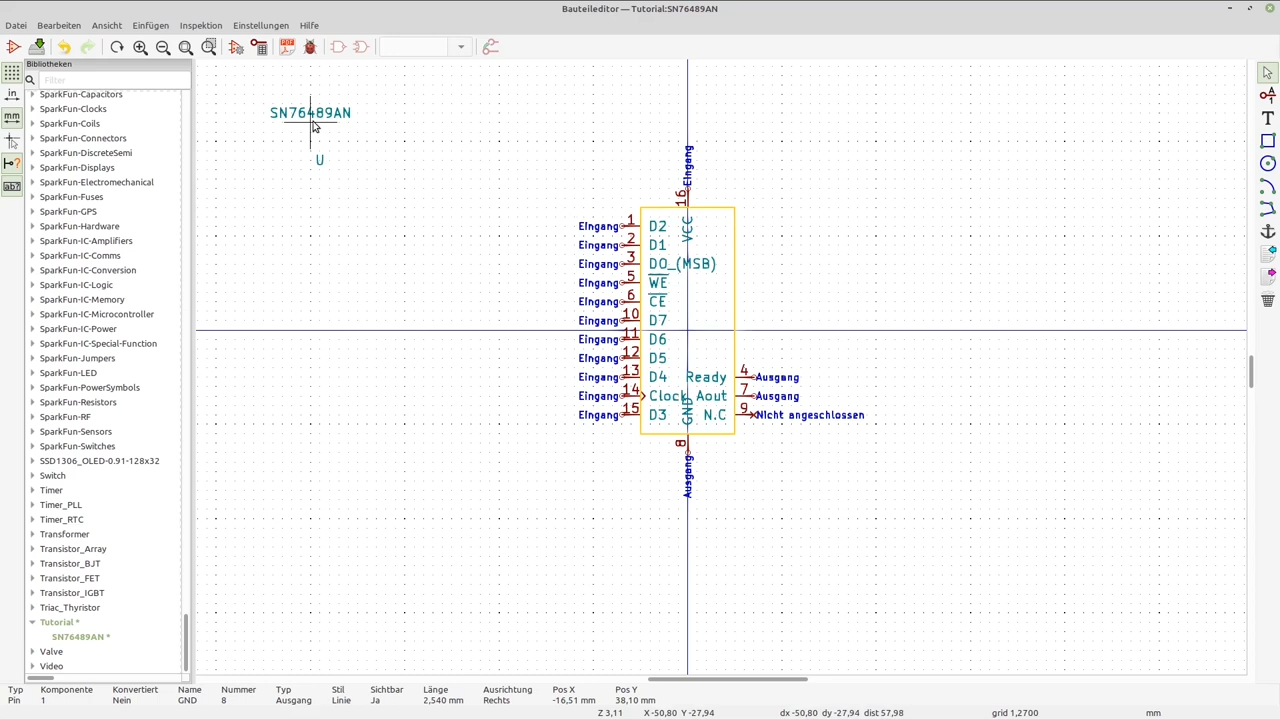 Bauteileditor — Tutorial:SN76489AN
Datei Bearbeiten Ansicht Einfügen Inspektion Einstellungen Hilfe
Bibliotheken
Filter
SparkFun-Capacitors
SparkFun-Clocks
SparkFun-Coils
SparkFun-Connectors
SparkFun-DiscreteSemi
SparkFun-Displays
SparkFun-Electromechanical
SparkFun-Fuses
SparkFun-GPS
SparkFun-Hardware
SparkFun-IC-Amplifiers
SparkFun-IC-Comms
SparkFun-IC-Conversion
SparkFun-IC-Logic
SparkFun-IC-Memory
SparkFun-IC-Microcontroller
SparkFun-IC-Power
SparkFun-IC-Special-Function
SparkFun-Jumpers
SparkFun-LED
SparkFun-PowerSymbols
SparkFun-Resistors
SparkFun-RF
SparkFun-Sensors
SparkFun-Switches
SSD1306_OLED-0.91-128x32
Switch
Timer
Timer_PLL
Timer_RTC
Transformer
Transistor_Array
Transistor_BJT
Transistor_FET
Transistor_IGBT
Triac_Thyristor
Tutorial *
SN76489AN *
Valve
Video
in
mm
ab?
PDF
T
A
SN76489AN
U
Eingang
16
VCC
Eingang 1 D2
Eingang 2 D1
Eingang 3 DO_(MSB)
Eingang 5 WE
Eingang 6 CE
Eingang 10 D7
Eingang 11 D6
Eingang 12 D5
Eingang 13 D4 Ready 4 Ausgang
Eingang 14 Clock Aout 7 Ausgang
Eingang 15 D3 N.C 9 Nicht angeschlossen
GND
8
Ausgang
Typ Komponente Konvertiert Name Nummer Typ Stil Sichtbar Länge Ausrichtung Pos X Pos Y
Pin 1 Nein GND 8 Ausgang Linie Ja 2,540 mm Rechts -16,51 mm 38,10 mm
Z 3,11 X -50,80 Y -27,94 dx -50,80 dy -27,94 dist 57,98 grid 1,2700 mm